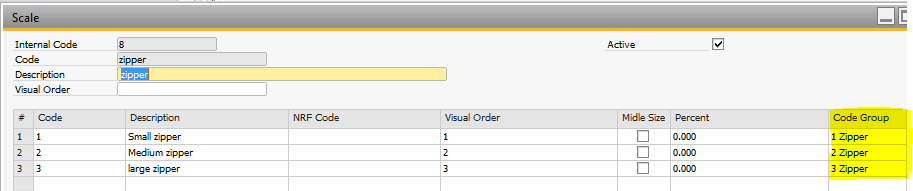 Scale
Internal Code 8 Active
Code zipper
Description zipper
Visual Order
# Code Description NRF Code Visual Order Midle Size Percent Code Group
1 1 Small zipper 1 0.000 1 Zipper
2 2 Medium zipper 2 0.000 2 Zipper
3 3 large zipper 3 0.000 3 Zipper